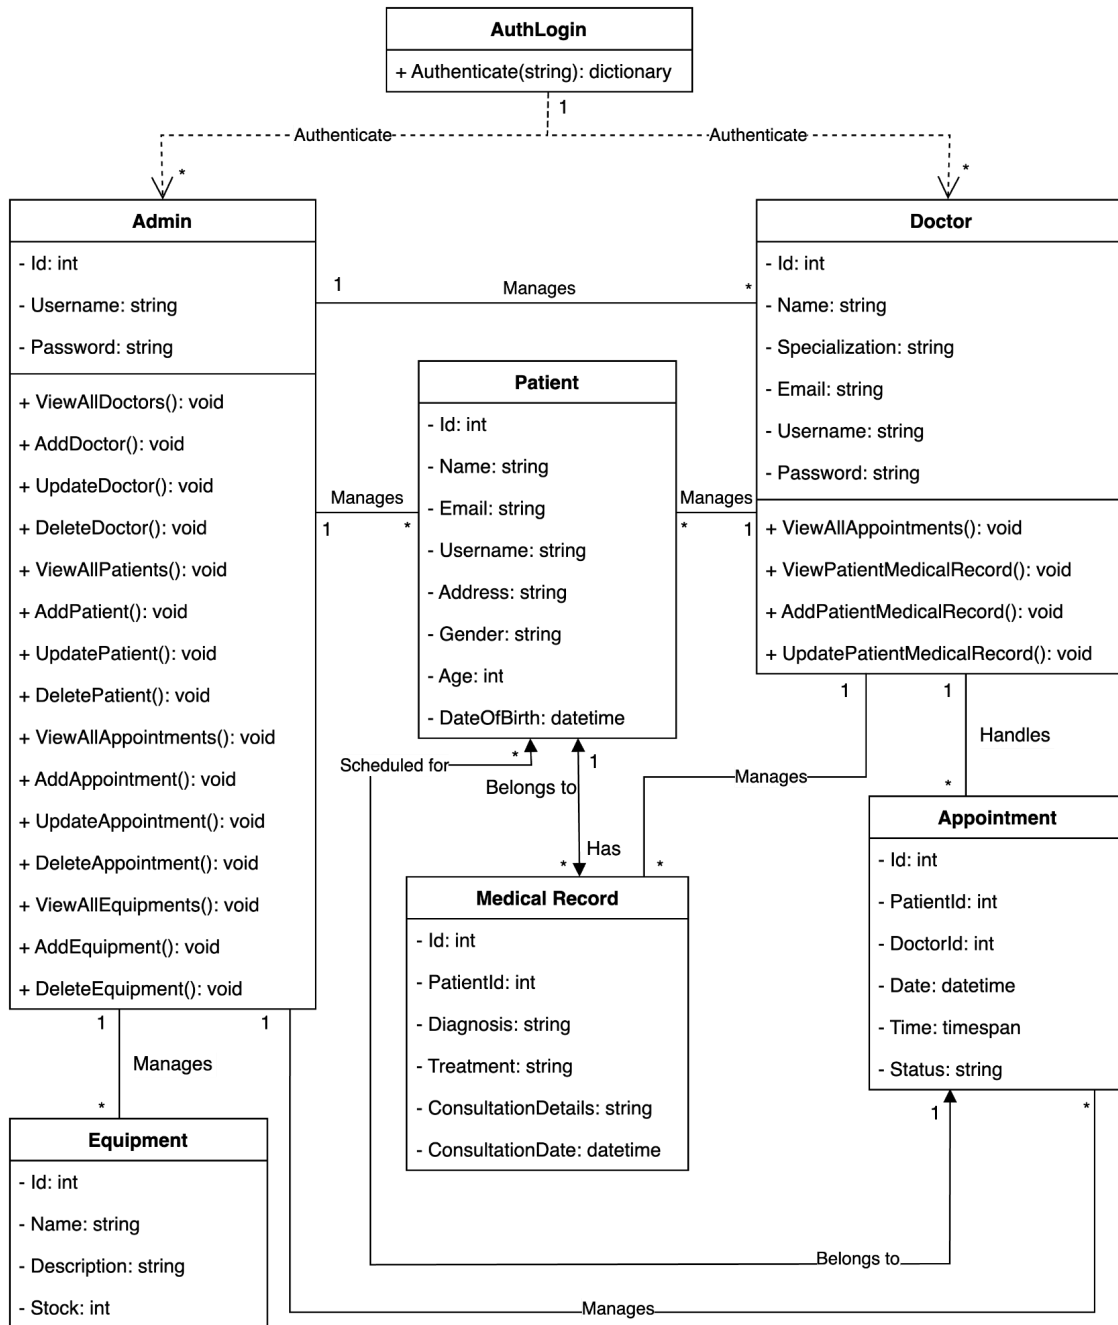 AuthLogin
+ Authenticate(string): dictionary
1
Authenticate
Authenticate
*
*
Admin
- Id: int
- Username: string
- Password: string
+ ViewAllDoctors(): void
+ AddDoctor(): void
+ UpdateDoctor(): void
+ DeleteDoctor(): void
+ ViewAllPatients(): void
+ AddPatient(): void
+ UpdatePatient(): void
+ DeletePatient(): void
+ ViewAllAppointments(): void
+ AddAppointment(): void
+ UpdateAppointment(): void
+ DeleteAppointment(): void
+ ViewAllEquipments(): void
+ AddEquipment(): void
+ DeleteEquipment(): void
1
Manages
*
Doctor
- Id: int
- Name: string
- Specialization: string
- Email: string
- Username: string
- Password: string
+ ViewAllAppointments(): void
+ ViewPatientMedicalRecord(): void
+ AddPatientMedicalRecord(): void
+ UpdatePatientMedicalRecord(): void
Manages
1
*
Patient
- Id: int
- Name: string
- Email: string
- Username: string
- Address: string
- Gender: string
- Age: int
- DateOfBirth: datetime
Manages
*
1
1
1
Handles
*
Scheduled for
*
1
Belongs to
Has
*
*
Manages
Medical Record
- Id: int
- PatientId: int
- Diagnosis: string
- Treatment: string
- ConsultationDetails: string
- ConsultationDate: datetime
Appointment
- Id: int
- PatientId: int
- DoctorId: int
- Date: datetime
- Time: timespan
- Status: string
1
*
1
1
Manages
*
Equipment
- Id: int
- Name: string
- Description: string
- Stock: int
Belongs to
Manages